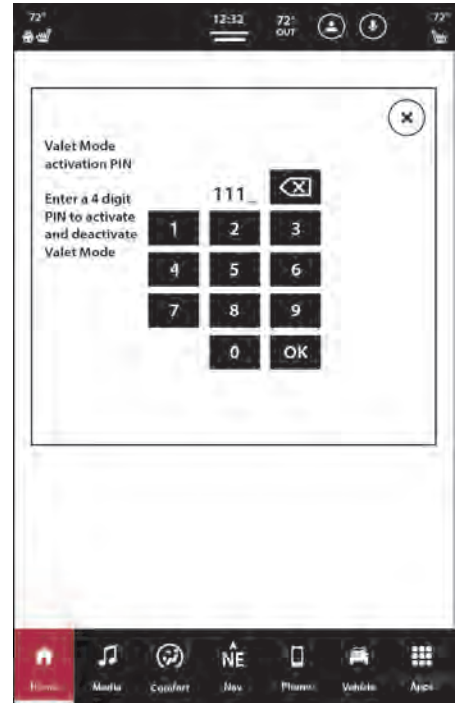 72° 12:32 72° OUT 72°
Valet Mode
activation PIN
Enter a 4 digit
PIN to activate
and deactivate
Valet Mode
111_
1 2 3
4 5 6
7 8 9
0 OK
NE
Home Media Comfort Nav Phone Vehicle Apps